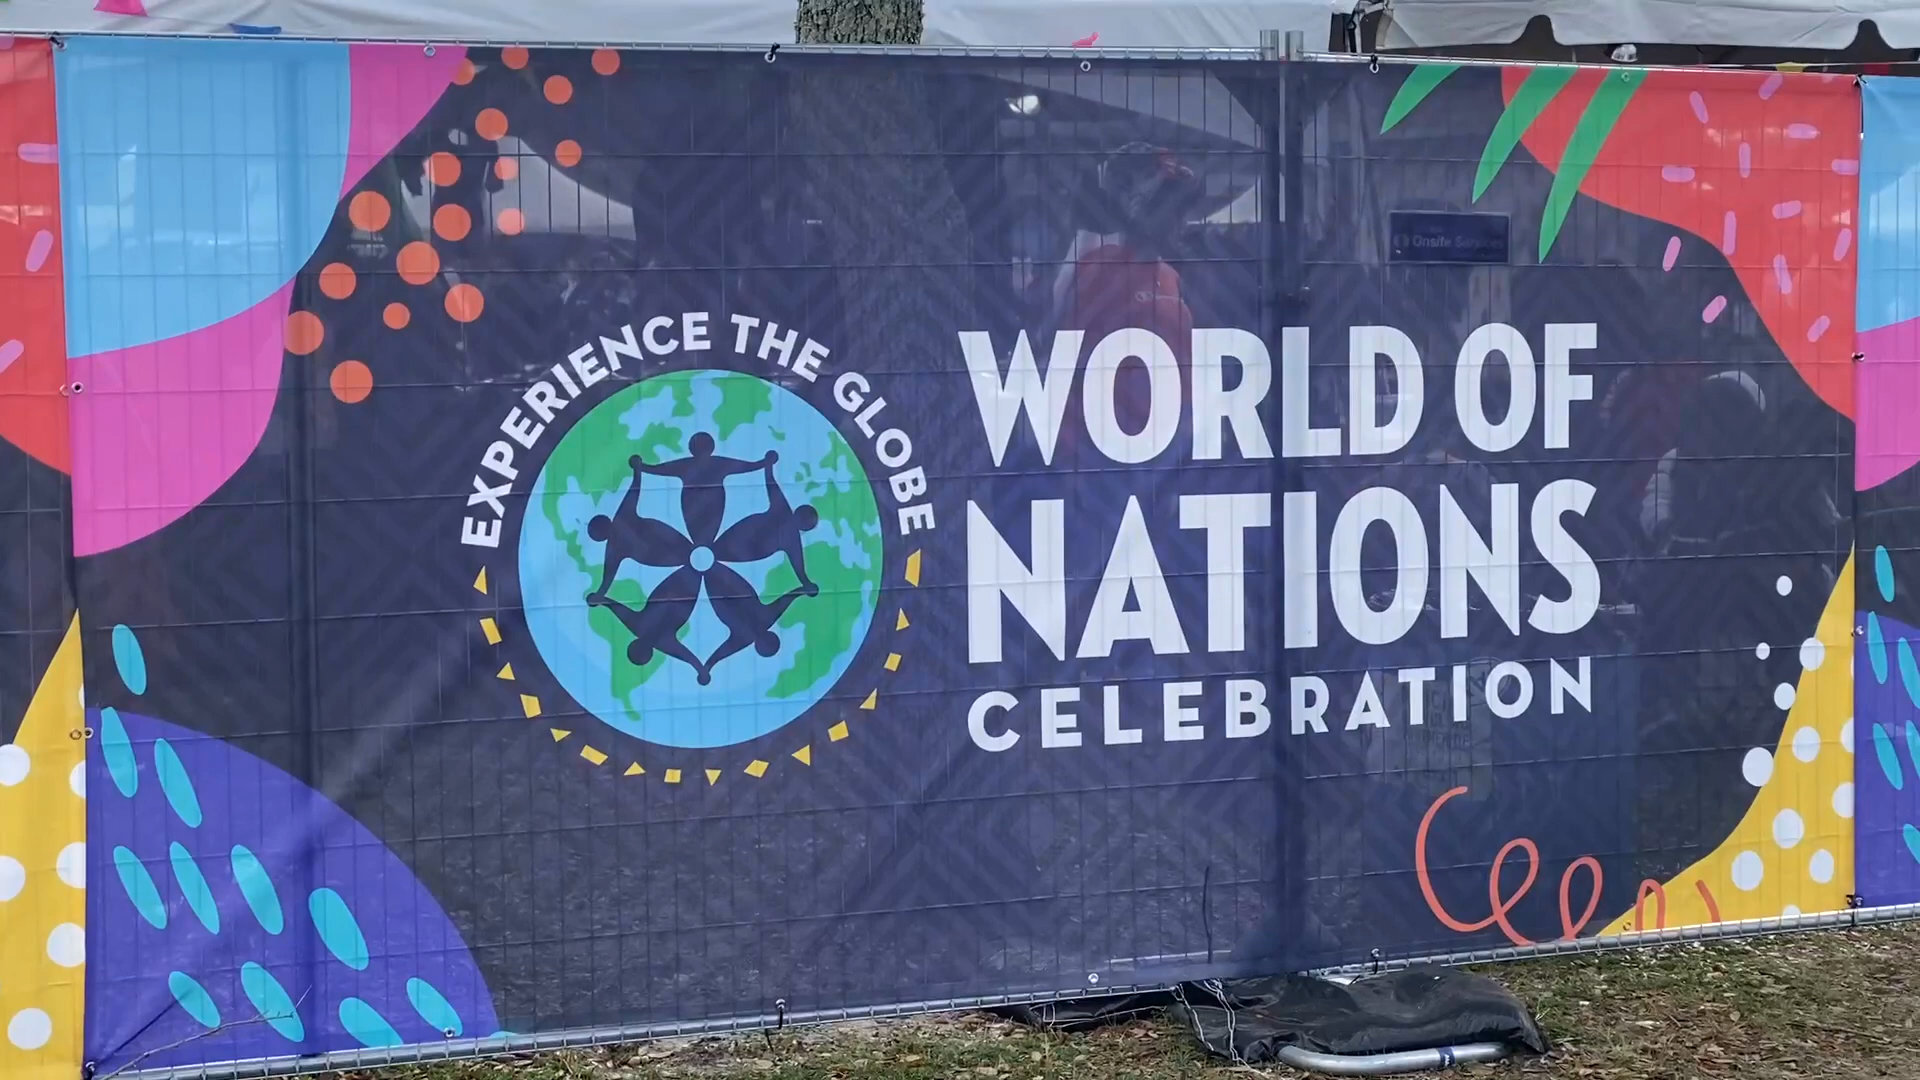 EXPERIENCE THE GLOBE
WORLD OF
NATIONS
CELEBRATION
Onsite Services